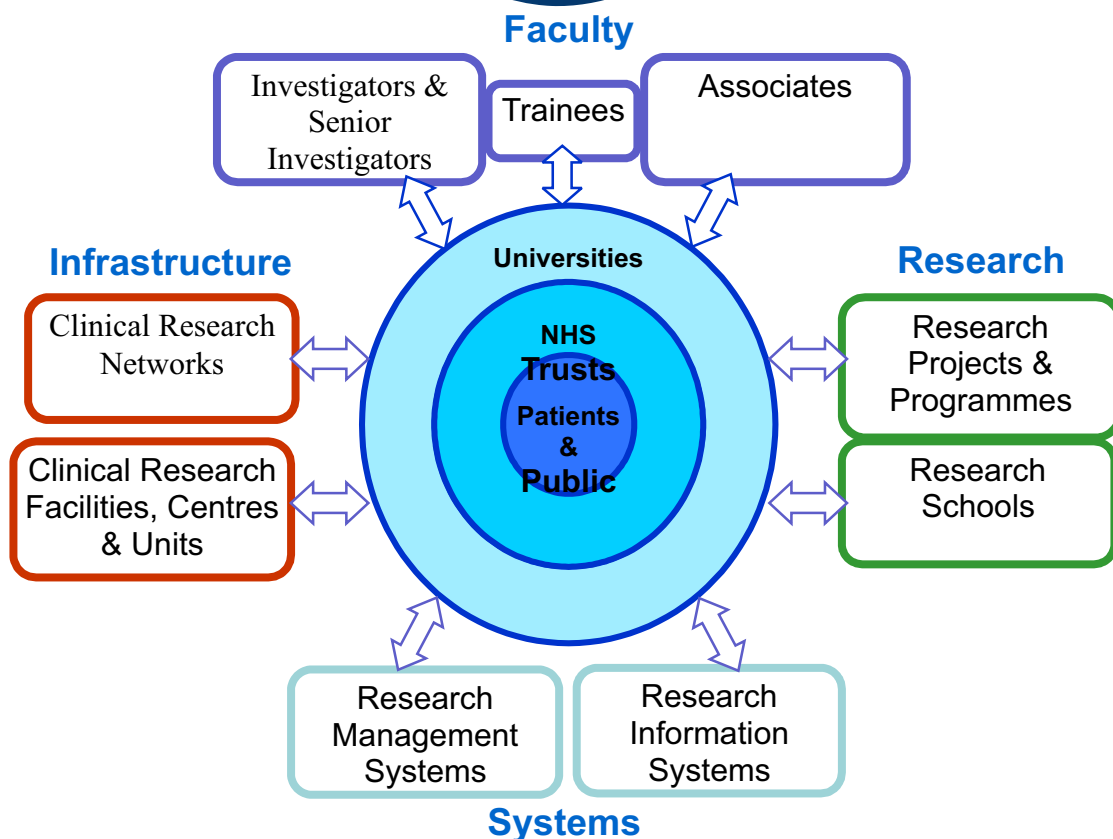 Faculty
Investigators &
Senior
Investigators
Trainees
Associates
Infrastructure
Universities
Research
Clinical Research
Networks
NHS
Trusts
Patients
&
Public
Research
Projects &
Programmes
Clinical Research
Facilities, Centres
& Units
Research
Schools
Research
Management
Systems
Research
Information
Systems
Systems